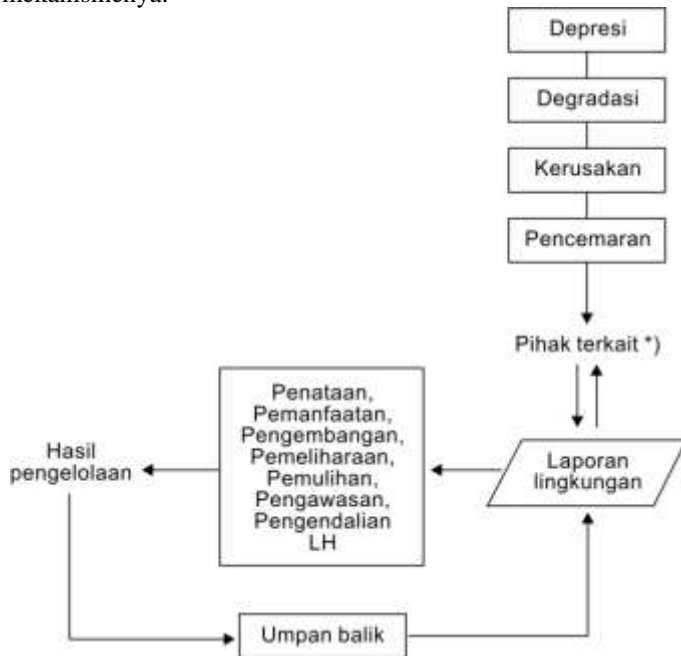 mekanismenya.
Depresi
Degradasi
Kerusakan
Pencemaran
Pihak terkait *)
Laporan
lingkungan
Penataan,
Pemanfaatan,
Pengembangan,
Pemeliharaan,
Pemulihan,
Pengawasan,
Pengendalian
LH
Hasil
pengelolaan
Umpan balik